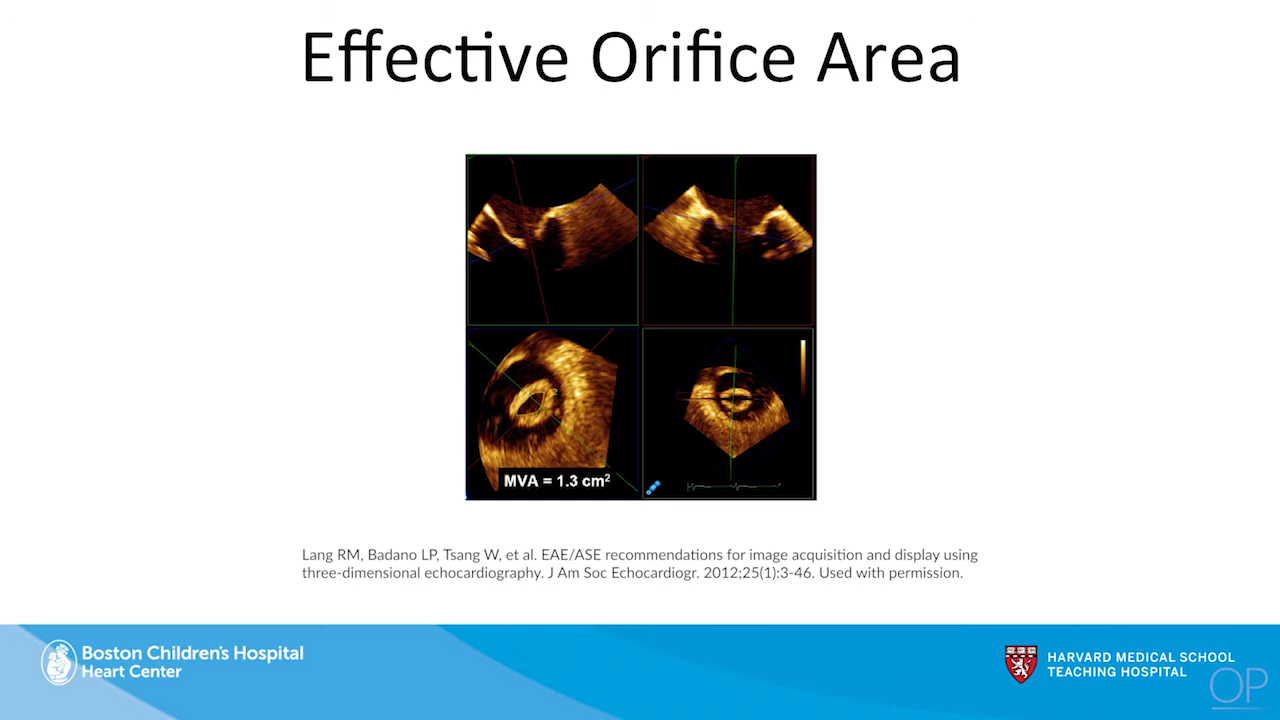 Effective Orifice Area
MVA = 1.3 cm²
Lang RM, Badano LP, Tsang W, et al. EAE/ASE recommendations for image acquisition and display using
three-dimensional echocardiography. J Am Soc Echocardiogr. 2012;25(1):3-46. Used with permission.
Boston Children's Hospital
Heart Center
HARVARD MEDICAL SCHOOL
TEACHING HOSPITAL
OP